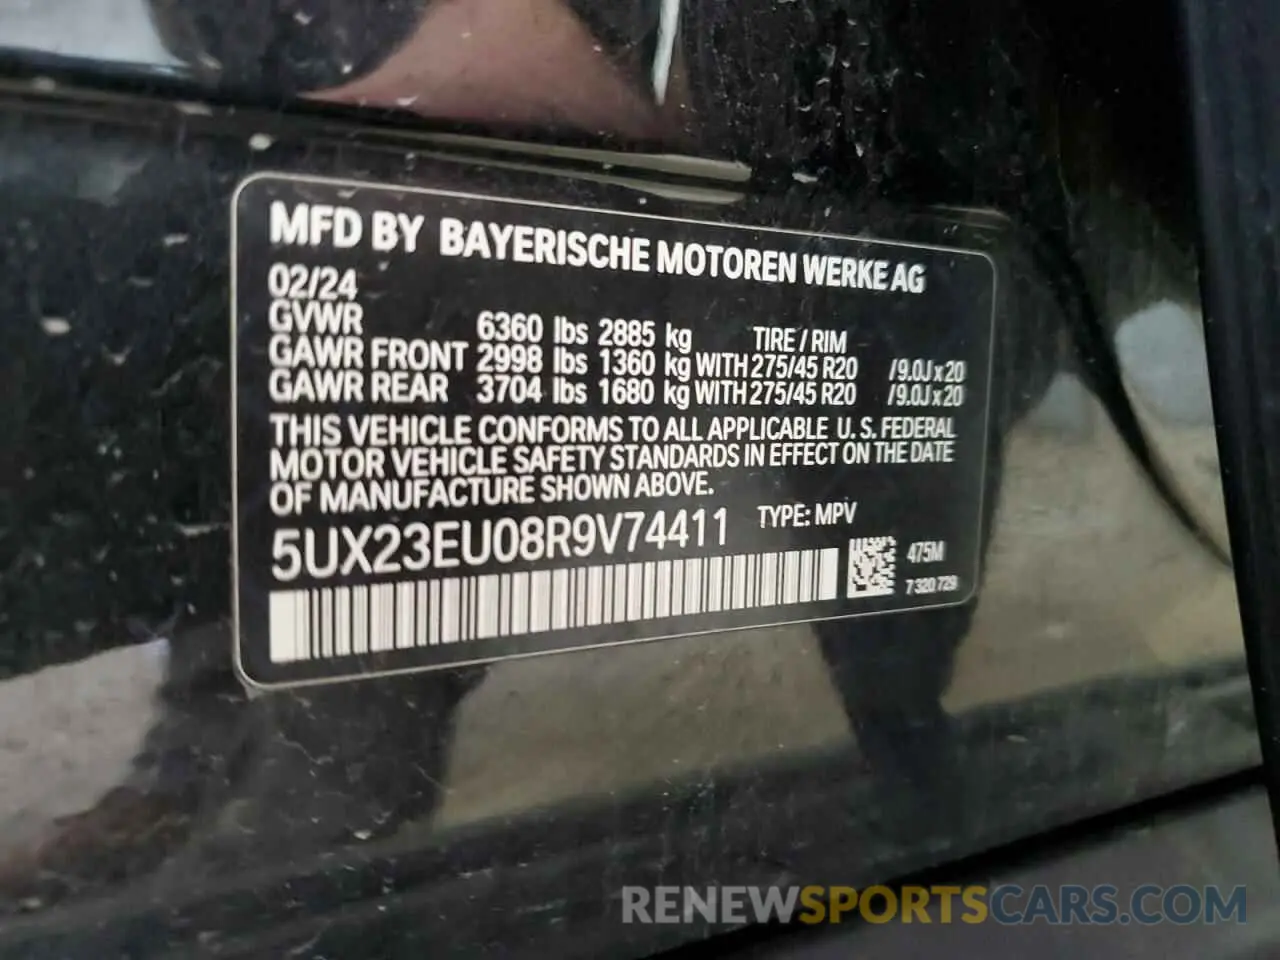 MFD BY BAYERISCHE MOTOREN WERKE AG
02/24
GVWR 6360 lbs 2885 kg TIRE / RIM
GAWR FRONT 2998 lbs 1360 kg WITH 275/45 R20 /9.0J x 20
GAWR REAR 3704 lbs 1680 kg WITH 275/45 R20 /9.0J x 20
THIS VEHICLE CONFORMS TO ALL APPLICABLE U. S. FEDERAL
MOTOR VEHICLE SAFETY STANDARDS IN EFFECT ON THE DATE
OF MANUFACTURE SHOWN ABOVE.
5UX23EU08R9V74411 TYPE: MPV
475M
7 320 729
RENEWSPORTSCARS.COM